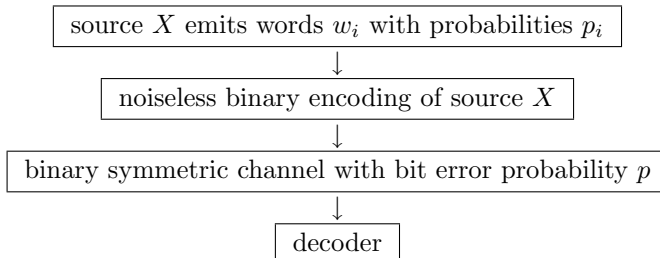 source X emits words w_i with probabilities p_i
↓
noiseless binary encoding of source X
↓
binary symmetric channel with bit error probability p
↓
decoder